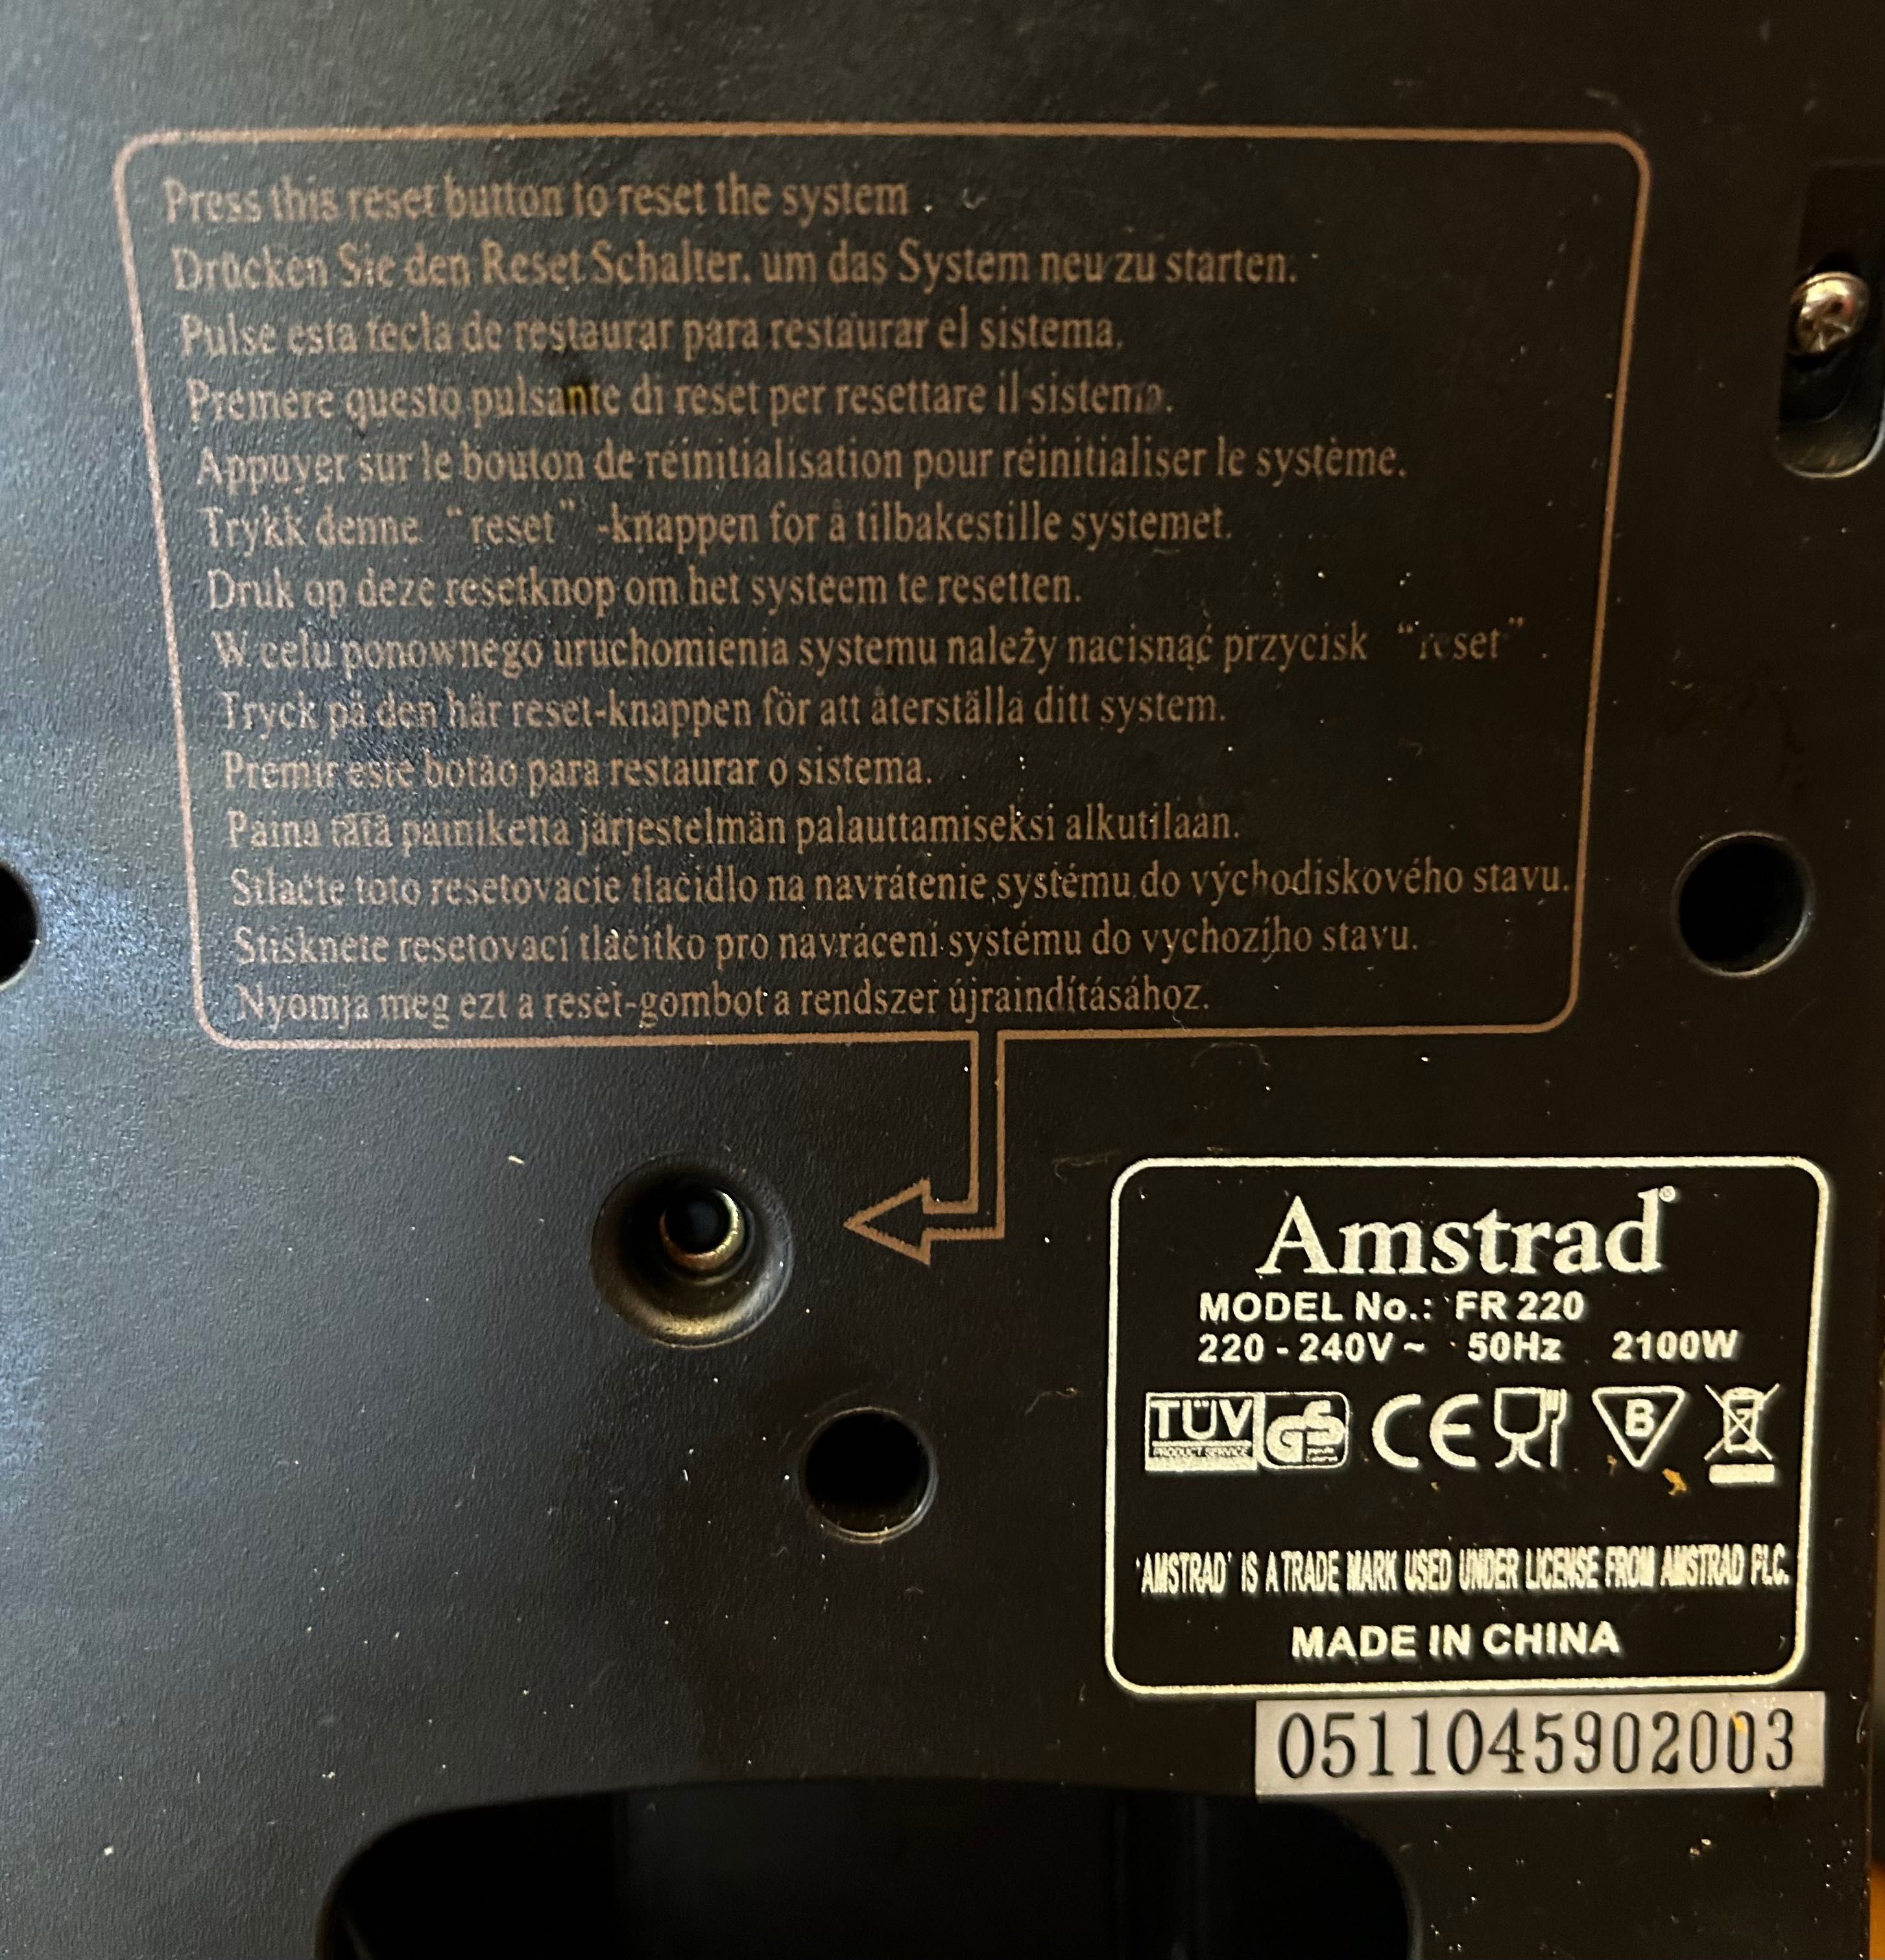 Press this reset button to reset the system .
Drücken Sie den Reset Schalter. um das System neu zu starten.
Pulse esta tecla de restaurar para restaurar el sistema.
Premere questo pulsante di reset per resettare il sistema.
Appuyer sur le bouton de réinitialisation pour réinitialiser le système.
Trykk denne “reset” -knappen for å tilbakestille systemet.
Druk op deze resetknop om het systeem te resetten.
W celu ponownego uruchomienia systemu należy nacisnąć przycisk “reset” .
Tryck på den här reset-knappen för att återställa ditt system.
Premir este botão para restaurar o sistema.
Paina tätä painiketta järjestelmän palauttamiseksi alkutilaan.
Stlačte toto resetovacie tlačidlo na navrátenie systému do východiskového stavu.
Stisknete resetovací tlačítko pro navrácení systému do vychozího stavu.
Nyomja meg ezt a reset-gombot a rendszer újraindításához.
Amstrad®
MODEL No.: FR 220
220 - 240V ~ 50Hz 2100W
TÜV PRODUCT SERVICE GS CE B
'AMSTRAD' IS A TRADE MARK USED UNDER LICENSE FROM AMSTRAD PLC.
MADE IN CHINA
0511045902003